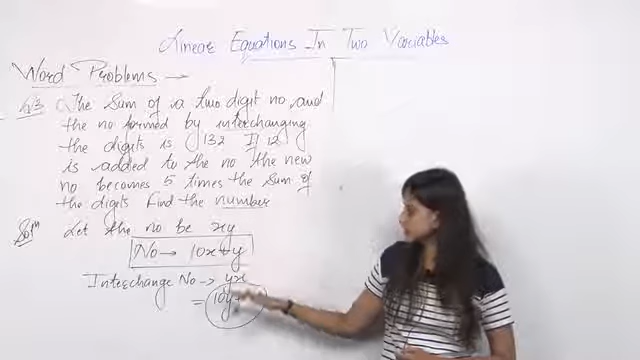 Linear Equations In Two Variables
Word Problems →
Q3 The Sum of a two digit no and
the no formed by interchanging
the digits is 132 If 12
is added to the no the new
no becomes 5 times the Sum of
the digits Find the number
Soln Let the no be xy
No → 10x+y
Interchange No → yx
= 10y+